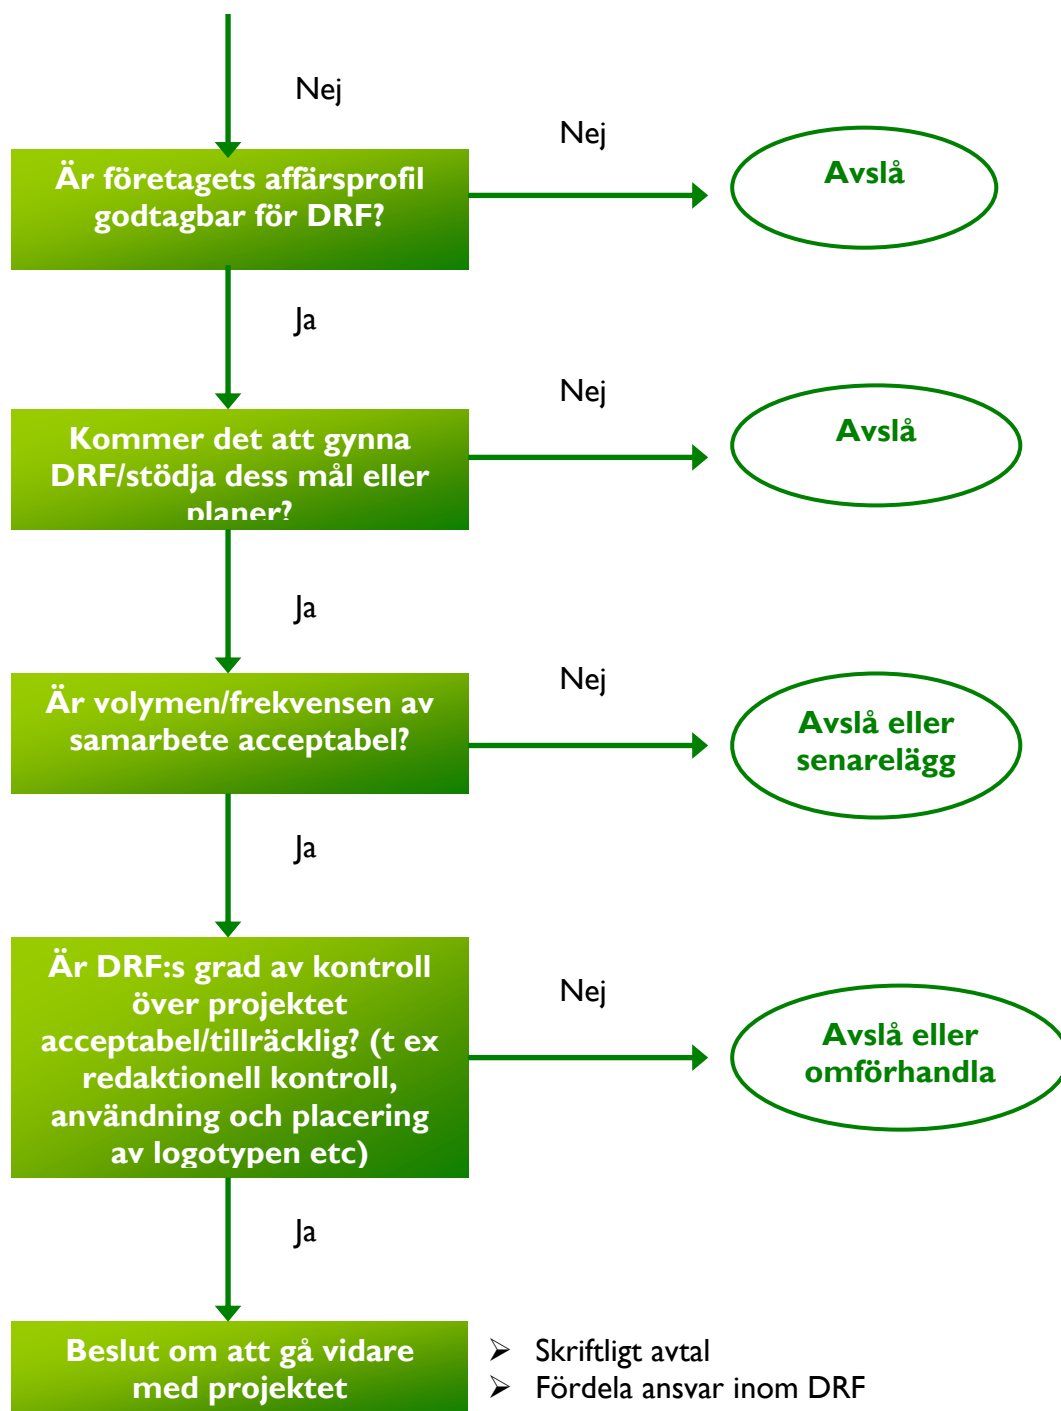 Nej
Är företagets affärsprofil
godtagbar för DRF?
Nej
Avslå
Ja
Kommer det att gynna
DRF/stödja dess mål eller
planer?
Nej
Avslå
Ja
Är volymen/frekvensen av
samarbete acceptabel?
Nej
Avslå eller
senarelägg
Ja
Är DRF:s grad av kontroll
över projektet
acceptabel/tillräcklig? (t ex
redaktionell kontroll,
användning och placering
av logotypen etc)
Nej
Avslå eller
omförhandla
Ja
Beslut om att gå vidare
med projektet
➢ Skriftligt avtal
➢ Fördela ansvar inom DRF